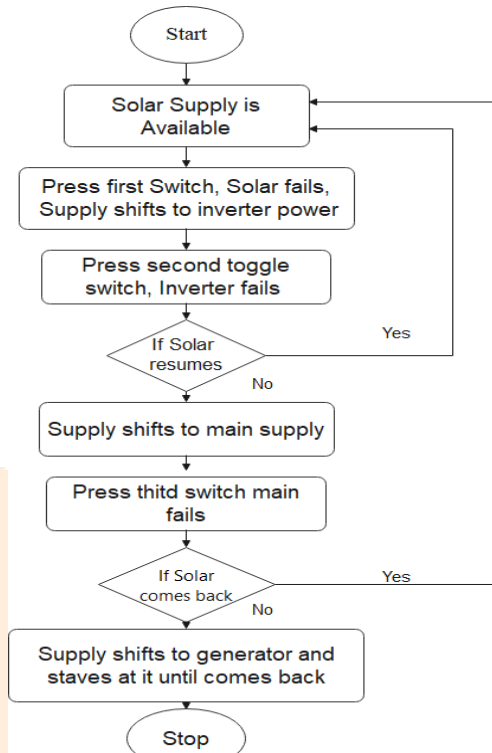 Start
Solar Supply is
Available
Press first Switch, Solar fails,
Supply shifts to inverter power
Press second toggle
switch, Inverter fails
If Solar
resumes
Yes
No
Supply shifts to main supply
Press thitd switch main
fails
If Solar
comes back
Yes
No
Supply shifts to generator and
staves at it until comes back
Stop